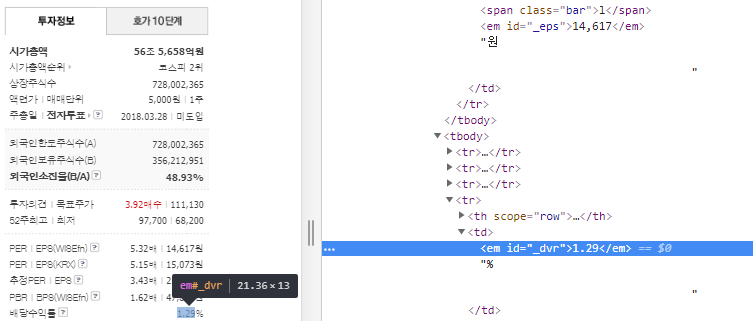 투자정보
호가 10단계
시가총액 56조 5,658억원
시가총액순위 코스피 2위
상장주식수 728,002,365
액면가 | 매매단위 5,000원 | 1주
주총일 | 전자투표 ? 2018.03.28 | 미도입
외국인한도주식수(A) 728,002,365
외국인보유주식수(B) 356,212,951
외국인소진율(B/A) ? 48.93%
투자의견 | 목표주가 3.92매수 | 111,130
52주최고 | 최저 97,700 | 68,200
PER | EPS(WISEfn) ? 5.32배 | 14,617원
PER | EPS(KRX) ? 5.15배 | 15,073원
추정PER | EPS ? 3.43배
PBR | BPS(WISEfn) ? 1.62배
배당수익률 ? 1.29%
em#_dvr | 21.36 × 13
<span class="bar">l</span>
<em id="_eps">14,617</em>
"원
"
</td>
</tr>
</tbody>
▼<tbody>
▶<tr>…</tr>
▶<tr>…</tr>
▶<tr>…</tr>
▼<tr>
▶<th scope="row">…</th>
▼<td>
… <em id="_dvr">1.29</em> == $0
"%
"
</td>